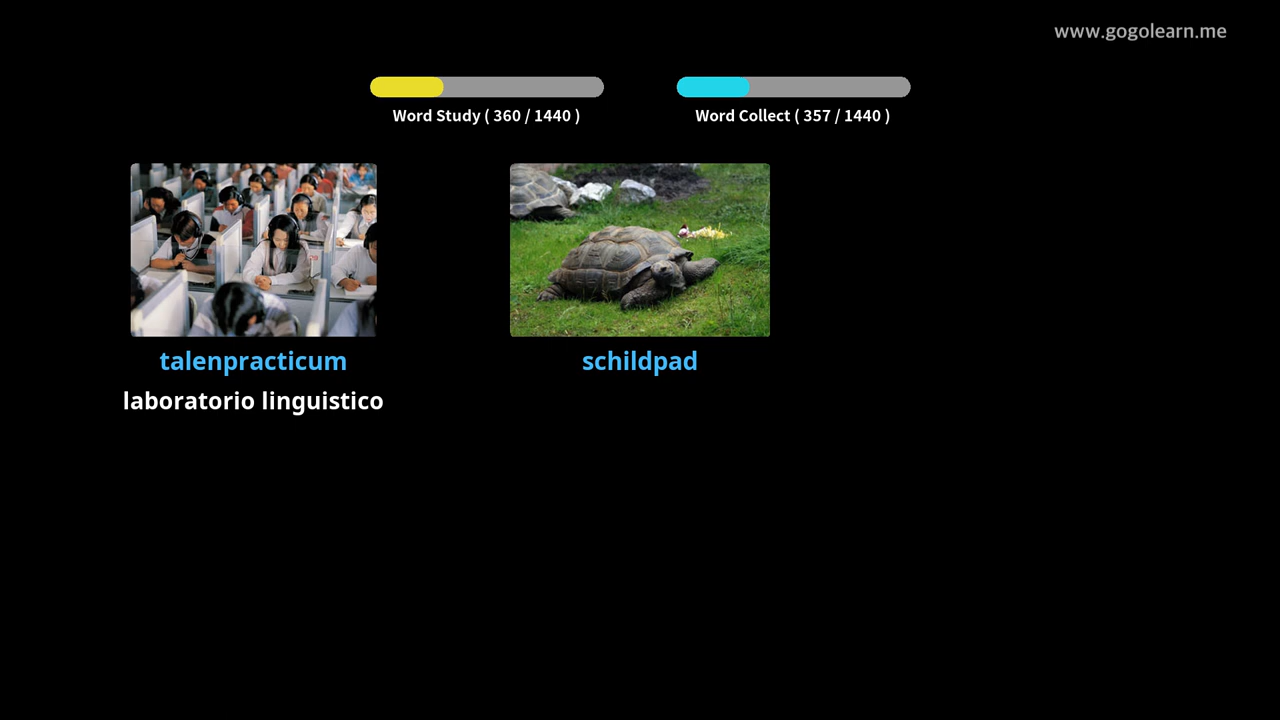 www.gogolearn.me
Word Study ( 360 / 1440 )
Word Collect ( 357 / 1440 )
talenpracticum
schildpad
laboratorio linguistico